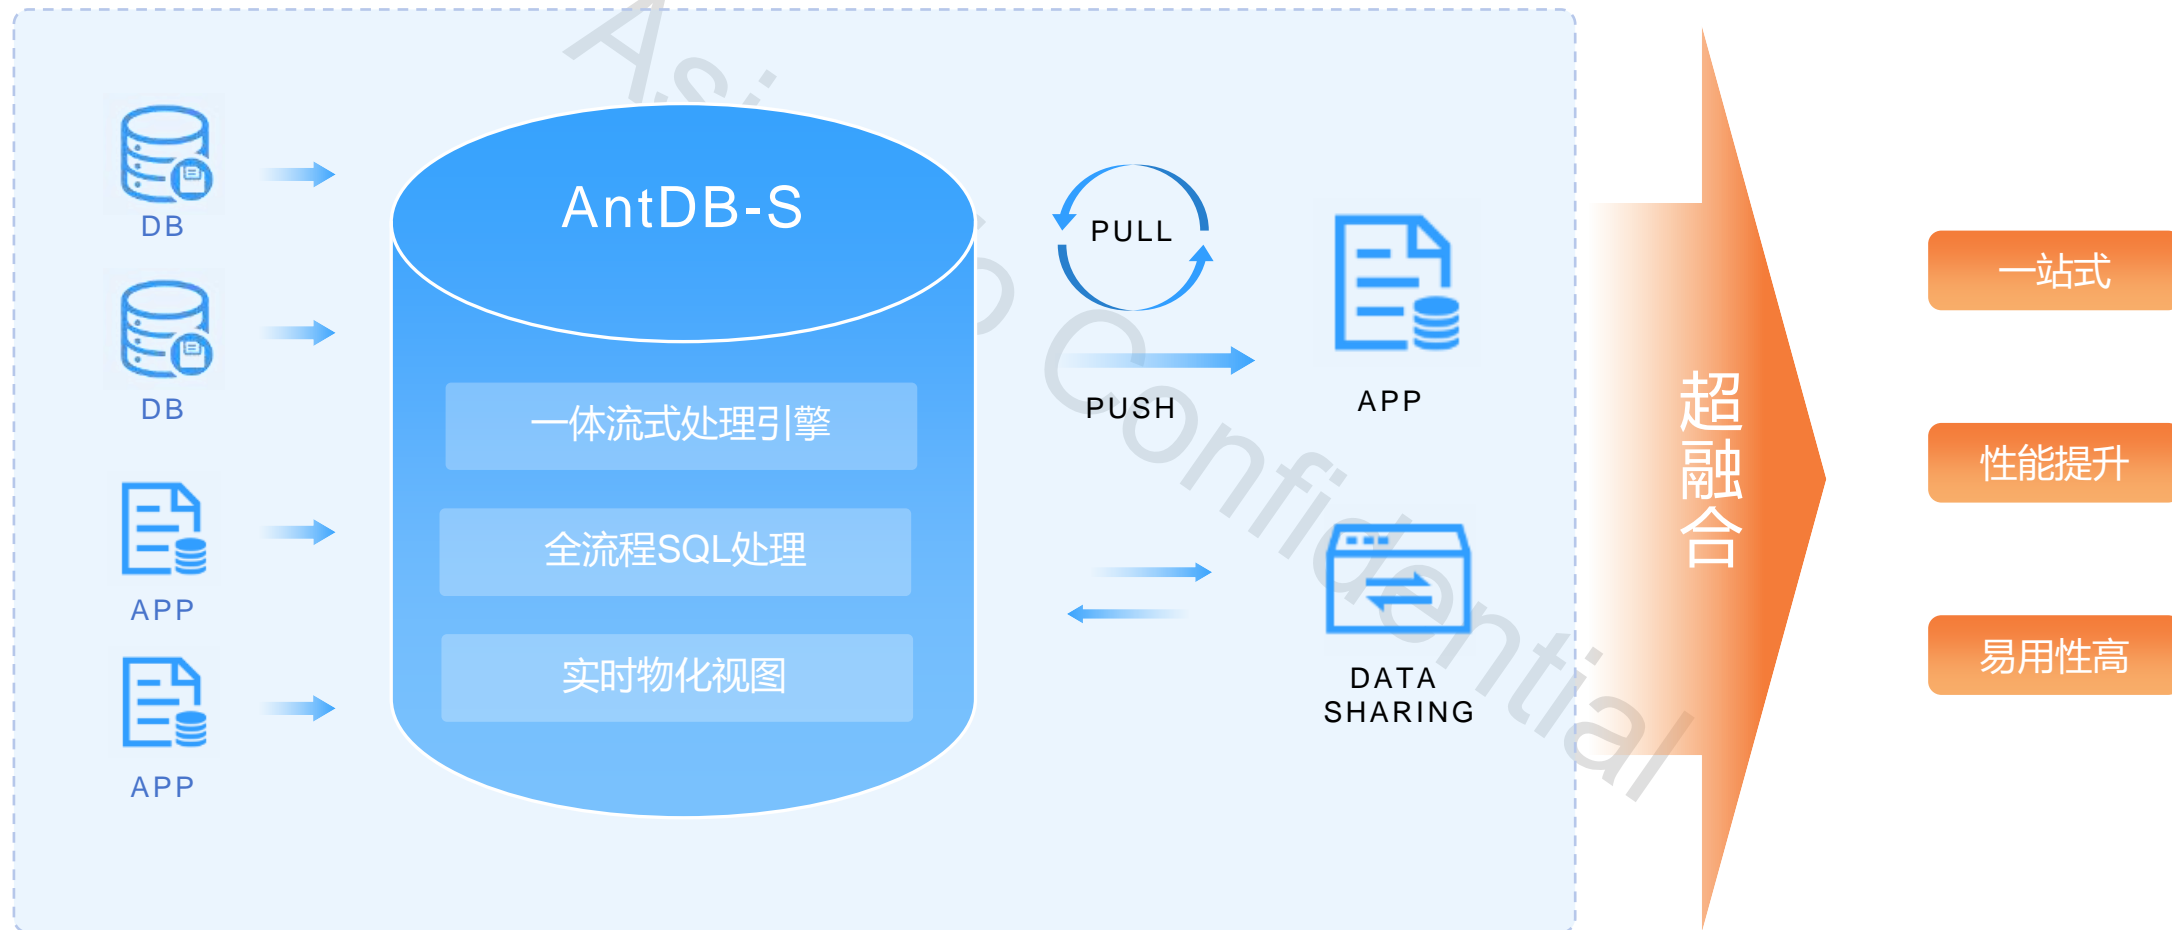 AntDB-S
DB
DB
APP
APP
一体流式处理引擎
全流程SQL处理
实时物化视图
PULL
PUSH
APP
DATA
SHARING
超融合
一站式
性能提升
易用性高
Confidential